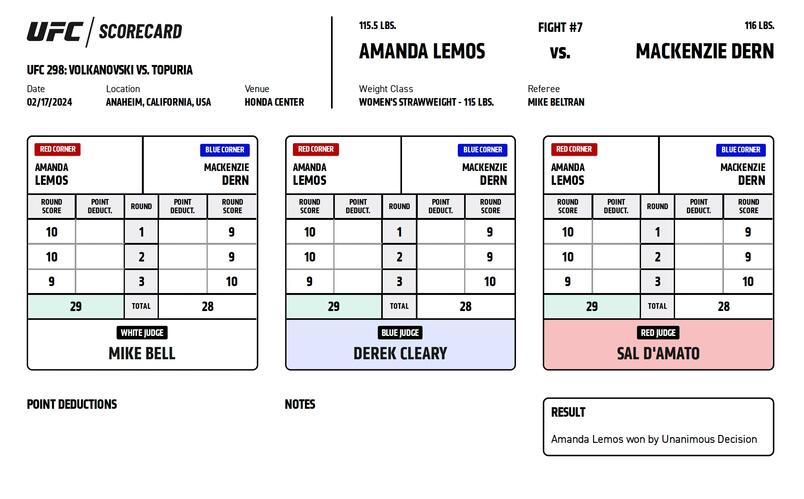 UFC / SCORECARD
UFC 298: VOLKANOVSKI VS. TOPURIA
Date Location Venue
02/17/2024 ANAHEIM, CALIFORNIA, USA HONDA CENTER
115.5 LBS. FIGHT #7 116 LBS.
AMANDA LEMOS vs. MACKENZIE DERN
Weight Class Referee
WOMEN'S STRAWWEIGHT - 115 LBS. MIKE BELTRAN
RED CORNER BLUE CORNER
AMANDA MACKENZIE
LEMOS DERN
ROUND POINT ROUND POINT ROUND
SCORE DEDUCT. DEDUCT. SCORE
10 1 9
10 2 9
9 3 10
29 TOTAL 28
WHITE JUDGE
MIKE BELL
RED CORNER BLUE CORNER
AMANDA MACKENZIE
LEMOS DERN
ROUND POINT ROUND POINT ROUND
SCORE DEDUCT. DEDUCT. SCORE
10 1 9
10 2 9
9 3 10
29 TOTAL 28
BLUE JUDGE
DEREK CLEARY
RED CORNER BLUE CORNER
AMANDA MACKENZIE
LEMOS DERN
ROUND POINT ROUND POINT ROUND
SCORE DEDUCT. DEDUCT. SCORE
10 1 9
10 2 9
9 3 10
29 TOTAL 28
RED JUDGE
SAL D'AMATO
POINT DEDUCTIONS
NOTES
RESULT
Amanda Lemos won by Unanimous Decision